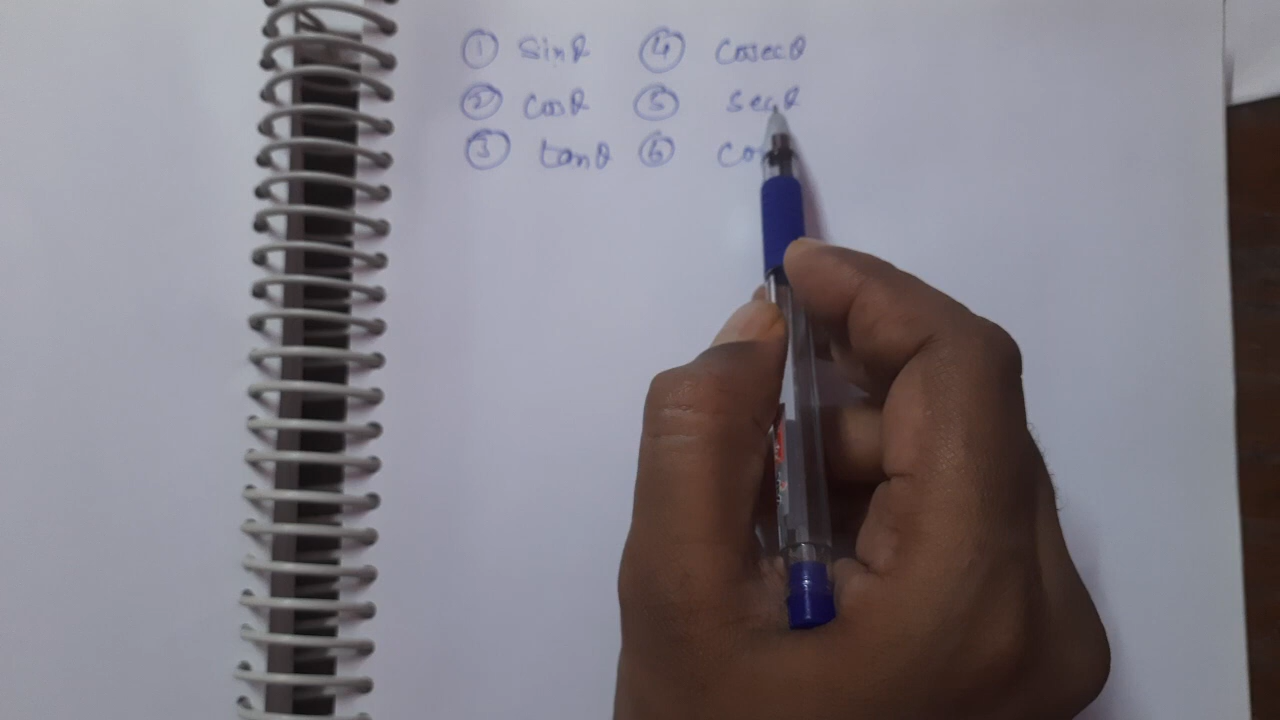 ① sinθ ④ cosecθ
② cosθ ⑤ secθ
③ tanθ ⑥